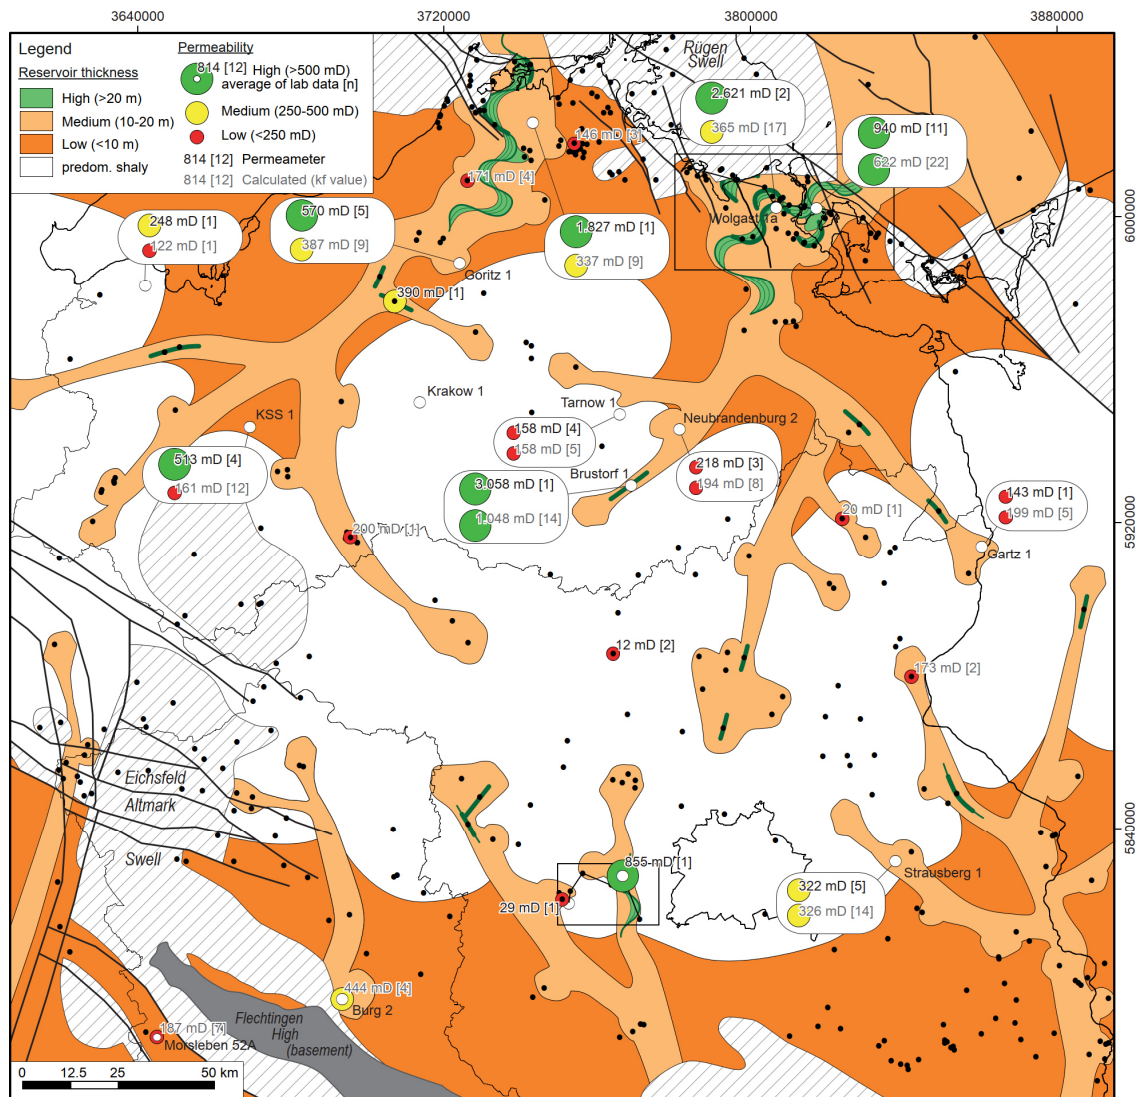 3640000
3720000
3800000
3880000
Legend
Reservoir thickness
High (>20 m)
Medium (10-20 m)
Low (<10 m)
predom. shaly
Permeability
814 [12] High (>500 mD)
average of lab data [n]
Medium (250-500 mD)
Low (<250 mD)
814 [12] Permeameter
814 [12] Calculated (kf value)
Rügen
Swell
2.621 mD [2]
365 mD [17]
940 mD [11]
622 mD [22]
146 mD [3]
171 mD [4]
6000000
248 mD [1]
122 mD [1]
570 mD [5]
387 mD [9]
1.827 mD [1]
337 mD [9]
Wolgast 1a
Goritz 1
390 mD [1]
Krakow 1
Tarnow 1
KSS 1
Neubrandenburg 2
158 mD [4]
158 mD [5]
513 mD [4]
161 mD [12]
Brustorf 1
218 mD [3]
194 mD [8]
3.058 mD [1]
1.048 mD [14]
143 mD [1]
199 mD [5]
20 mD [1]
200 mD [1]
5920000
Gartz 1
12 mD [2]
173 mD [2]
Eichsfeld
Altmark
Swell
5840000
855 mD [1]
Strausberg 1
322 mD [5]
326 mD [14]
29 mD [1]
444 mD [4]
Burg 2
Flechtingen
High
(basement)
187 mD [7]
Morsleben 52A
0 12.5 25 50 km